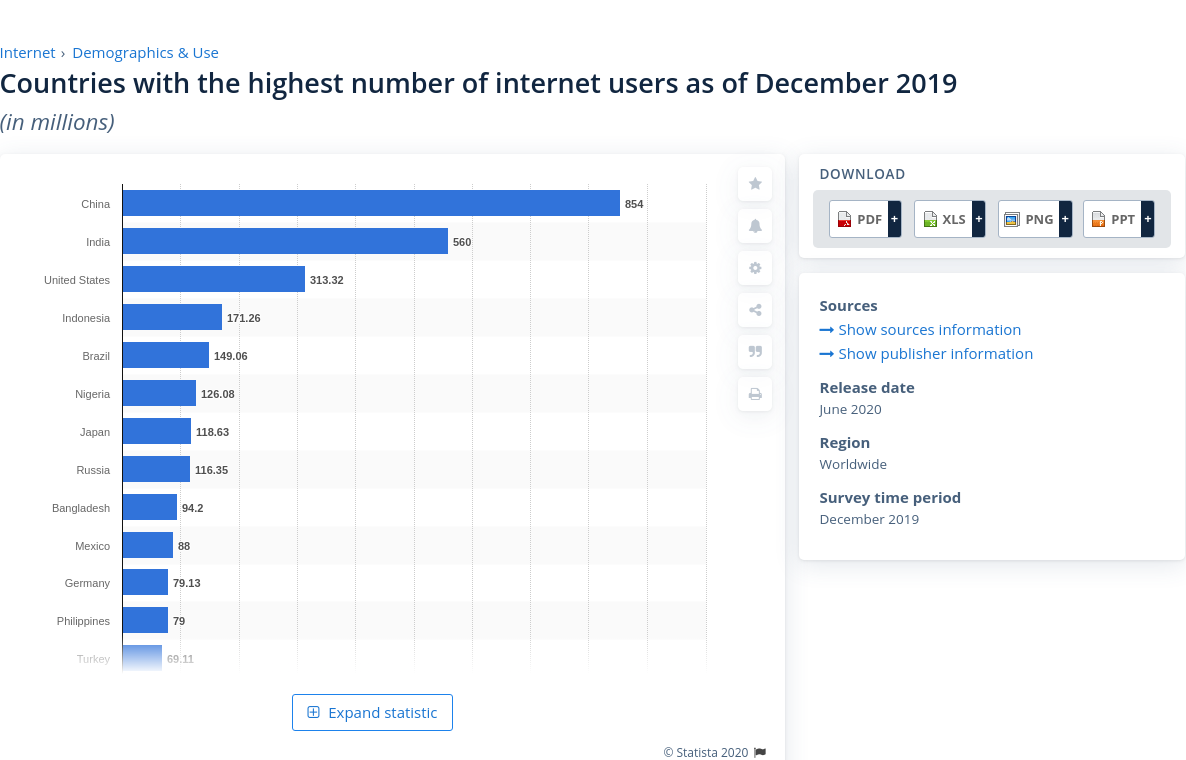 Internet › Demographics & Use
Countries with the highest number of internet users as of December 2019
(in millions)
China 854
India 560
United States 313.32
Indonesia 171.26
Brazil 149.06
Nigeria 126.08
Japan 118.63
Russia 116.35
Bangladesh 94.2
Mexico 88
Germany 79.13
Philippines 79
Turkey 69.11
Expand statistic
© Statista 2020
DOWNLOAD
PDF + XLS + PNG + PPT +
Sources
Show sources information
Show publisher information
Release date
June 2020
Region
Worldwide
Survey time period
December 2019